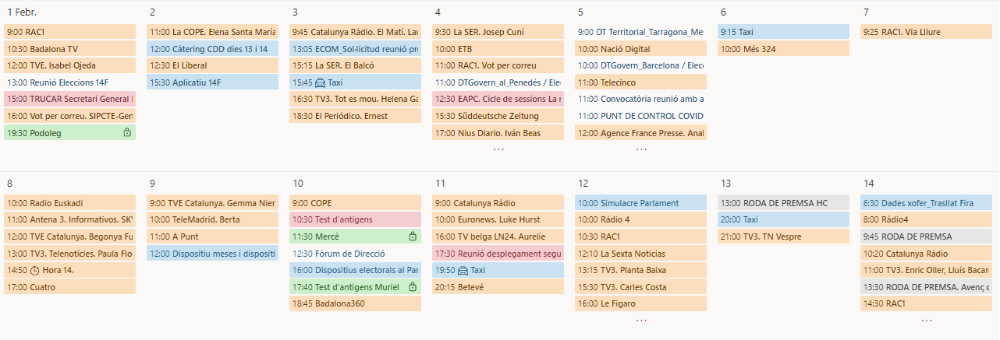 1 Febr.
9:00 RAC1
10:30 Badalona TV
12:00 TVE. Isabel Ojeda
13:00 Reunió Eleccions 14F
15:00 TRUCAR Secretari General
16:00 Vot per correu. SIPCTE-Gen
19:30 Podoleg
2
11:00 La COPE. Elena Santa María
12:00 Càtering CDD dies 13 i 14
12:30 El Liberal
15:30 Aplicatiu 14F
3
9:45 Catalunya Ràdio. El Matí. Lau
13:05 ECOM_Sol·licitud reunió pr
15:15 La SER. El Balcó
15:45 Taxi
16:30 TV3. Tot es mou. Helena Ga
18:30 El Periódico. Ernest
4
9:30 La SER. Josep Cuní
10:00 ETB
11:00 RAC1. Vot per correu
11:00 DTGovern_al_Penedès / Elec
12:30 EAPC. Cicle de sessions La
15:30 Süddeutsche Zeitung
17:00 Nius Diario. Iván Beas
...
5
9:00 DT Territorial_Tarragona_Me
10:00 Nació Digital
10:00 DTGovern_Barcelona / Elec
11:00 Telecinco
11:00 Convocatòria reunió amb a
11:00 PUNT DE CONTROL COVID
12:00 Agence France Presse. Anal
...
6
9:15 Taxi
10:00 Més 324
7
9:25 RAC1. Via Lliure
8
10:00 Radio Euskadi
11:00 Antena 3. Informativos. SKY
12:00 TVE Catalunya. Begonya Fu
13:00 TV3. Telenotícies. Paula Flo
14:50 Hora 14.
17:00 Cuatro
9
9:00 TVE Catalunya. Gemma Nier
10:00 TeleMadrid. Berta
11:00 A Punt
12:00 Dispositiu meses i dispositi
10
9:00 COPE
10:30 Test d'antigens
11:30 Mercè
12:30 Fòrum de Direcció
16:00 Dispositius electorals al Par
17:40 Test d'antigens Muriel
18:45 Badalona360
11
9:00 Catalunya Ràdio
10:00 Euronews. Luke Hurst
16:00 TV belga LN24. Aurelie
17:30 Reunió desplegament segu
19:50 Taxi
20:15 Betevé
12
10:00 Simulacre Parlament
10:00 Ràdio 4
10:30 RAC1
12:10 La Sexta Noticias
13:15 TV3. Planta Baixa
15:30 TV3. Carles Costa
16:00 Le Figaro
...
13
13:00 RODA DE PREMSA HC
20:00 Taxi
21:00 TV3. TN Vespre
14
6:30 Dades xofer_Trasllat Fira
8:00 Ràdio4
9:45 RODA DE PREMSA
10:20 Catalunya Ràdio
11:00 TV3. Enric Oller, Lluís Bacar
13:30 RODA DE PREMSA. Avenç
14:30 RAC1
...